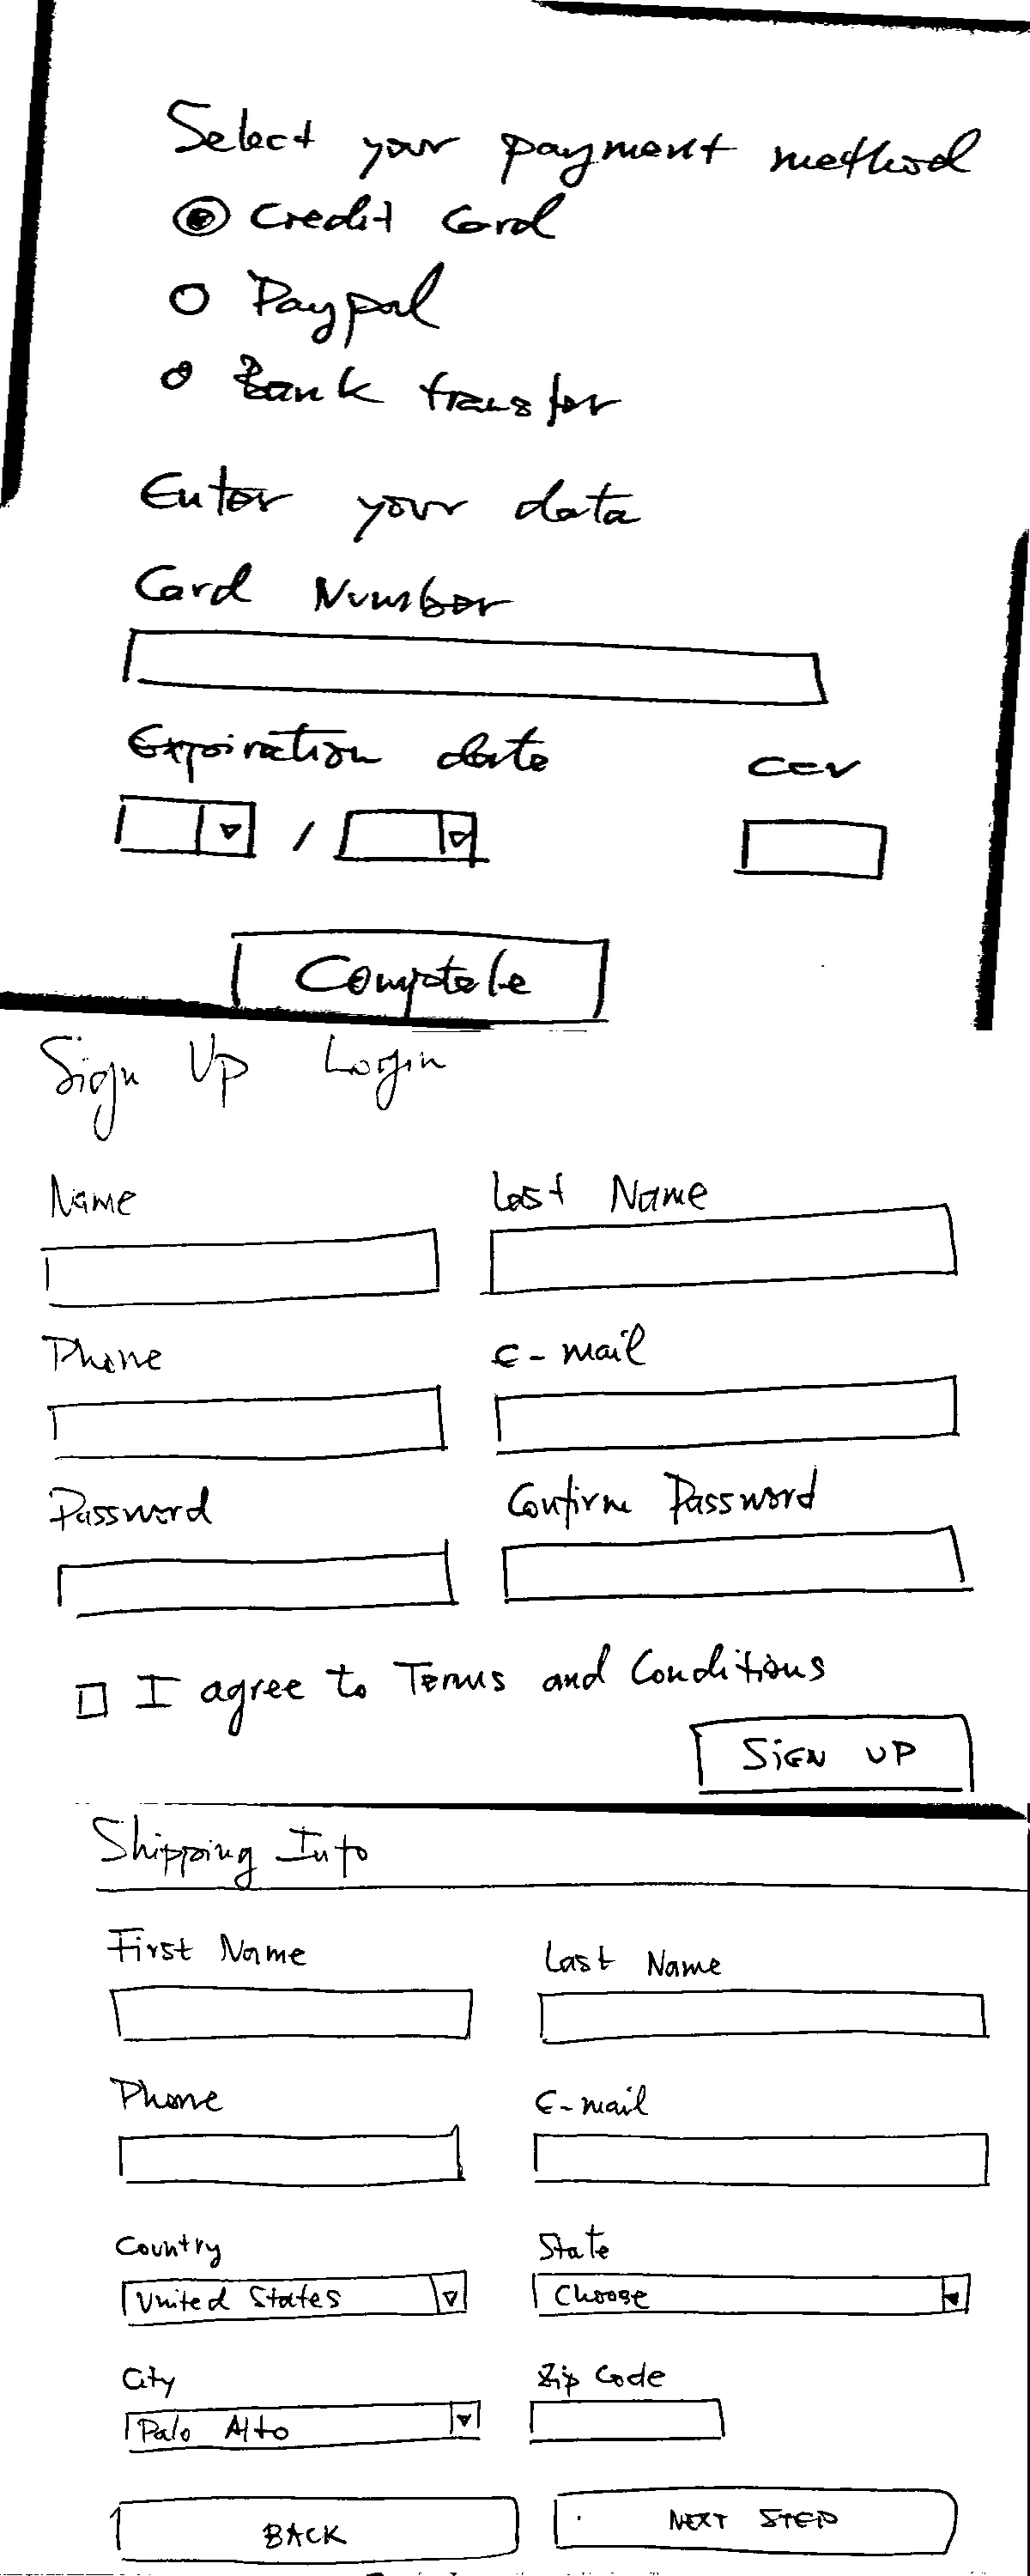 Select your payment method
Credit Card
Paypal
Bank transfer
Enter your data
Card Number
Expiration date CCV
/
Complete
Sign Up Login
Name Last Name
Phone E-mail
Password Confirm Password
I agree to Terms and Conditions
SIGN UP
Shipping Info
First Name Last Name
Phone E-mail
Country State
United States Choose
City Zip Code
Palo Alto
BACK NEXT STEP